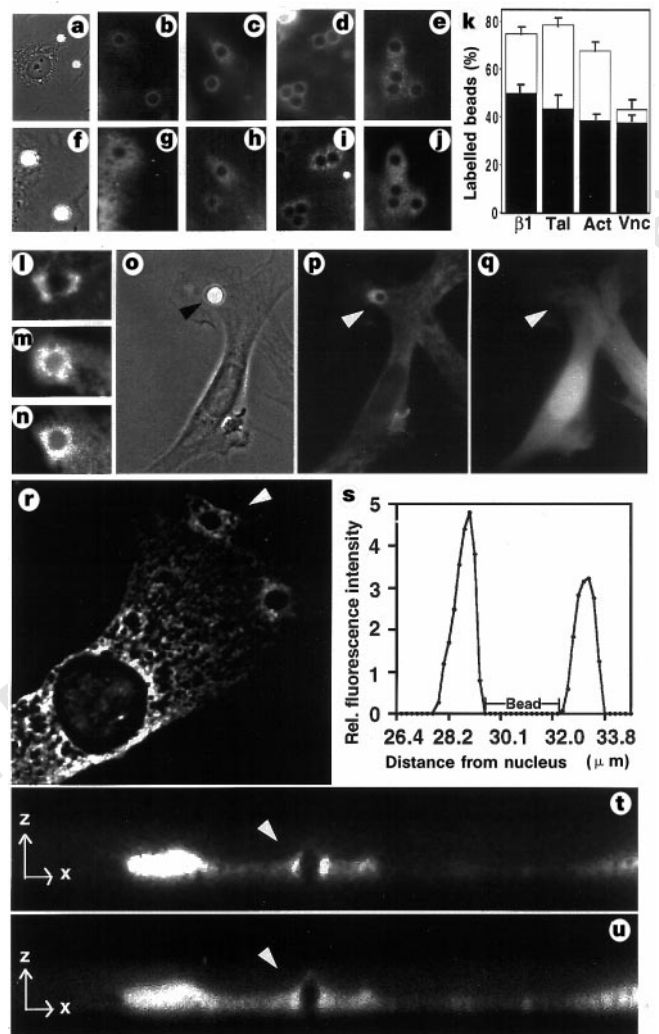 a b c d e
f g h i j
k
Labelled beads (%)
80
60
40
20
0
β1 Tal Act Vnc
l
m
n
o
p
q
r
s
Rel. fluorescence intensity
5
4
3
2
1
0
Bead
26.4 28.2 30.1 32.0 33.8
Distance from nucleus (μm)
t
z
x
u
z
x